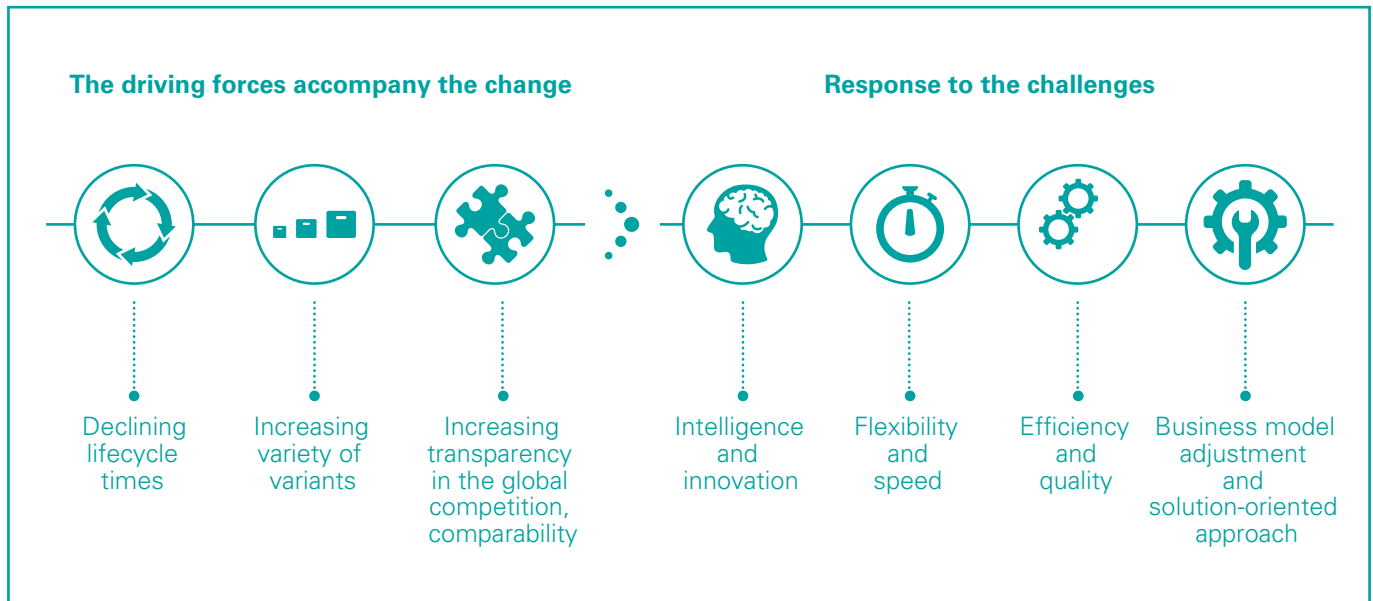 The driving forces accompany the change
Response to the challenges
Declining
lifecycle
times
Increasing
variety of
variants
Increasing
transparency
in the global
competition,
comparability
Intelligence
and
innovation
Flexibility
and
speed
Efficiency
and
quality
Business model
adjustment
and
solution-oriented
approach